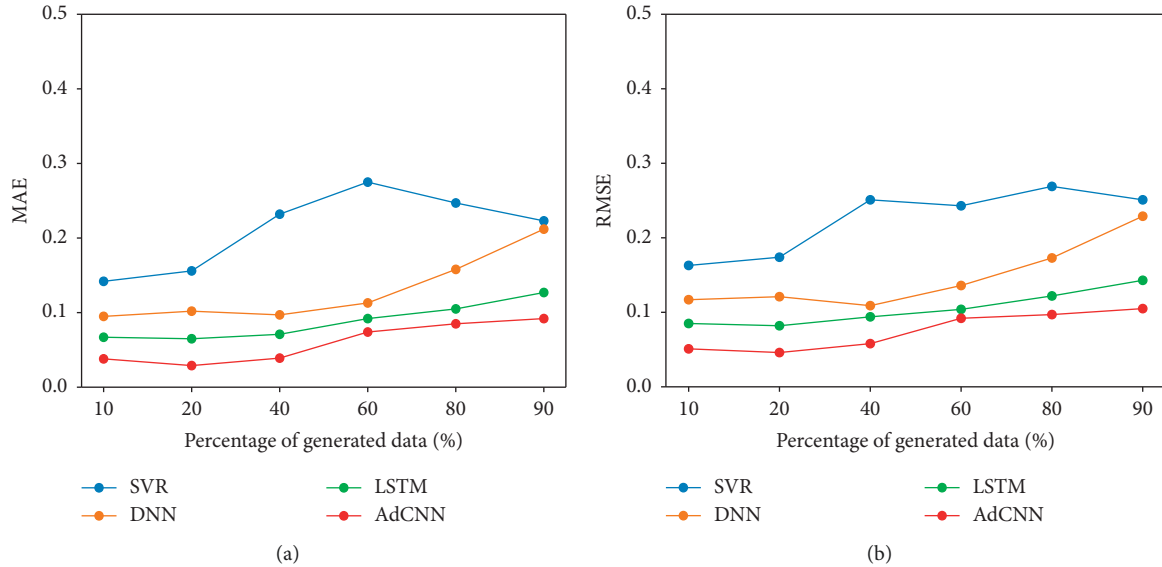 0.5
0.4
0.3
0.2
0.1
0.0
MAE
10 20 40 60 80 90
Percentage of generated data (%)
SVR LSTM
DNN AdCNN
(a)
0.5
0.4
0.3
0.2
0.1
0.0
RMSE
10 20 40 60 80 90
Percentage of generated data (%)
SVR LSTM
DNN AdCNN
(b)